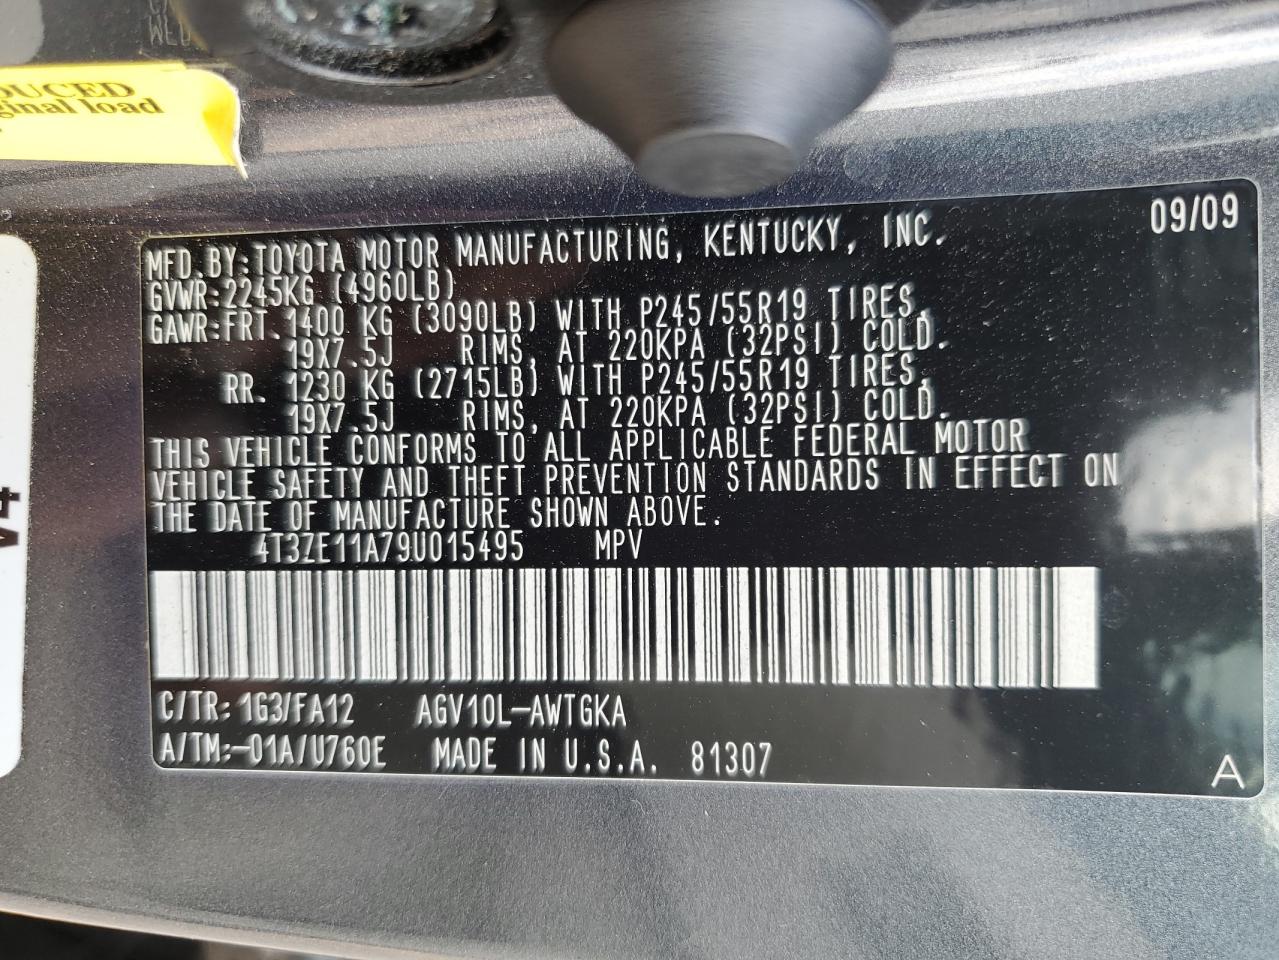 WLD
DUCED
ginal load
09/09
MFD.BY:TOYOTA MOTOR MANUFACTURING, KENTUCKY, INC.
GVWR:2245KG (4960LB)
GAWR:FRT.1400 KG (3090LB) WITH P245/55R19 TIRES,
19X7.5J RIMS, AT 220KPA (32PSI) COLD.
RR. 1230 KG (2715LB) WITH P245/55R19 TIRES,
19X7.5J RIMS, AT 220KPA (32PSI) COLD.
THIS VEHICLE CONFORMS TO ALL APPLICABLE FEDERAL MOTOR
VEHICLE SAFETY AND THEFT PREVENTION STANDARDS IN EFFECT ON
THE DATE OF MANUFACTURE SHOWN ABOVE.
4T3ZE11A79U015495 MPV
C/TR:1G3/FA12 AGV10L-AWTGKA
A/TM:-01A/U760E MADE IN U.S.A. 81307
A